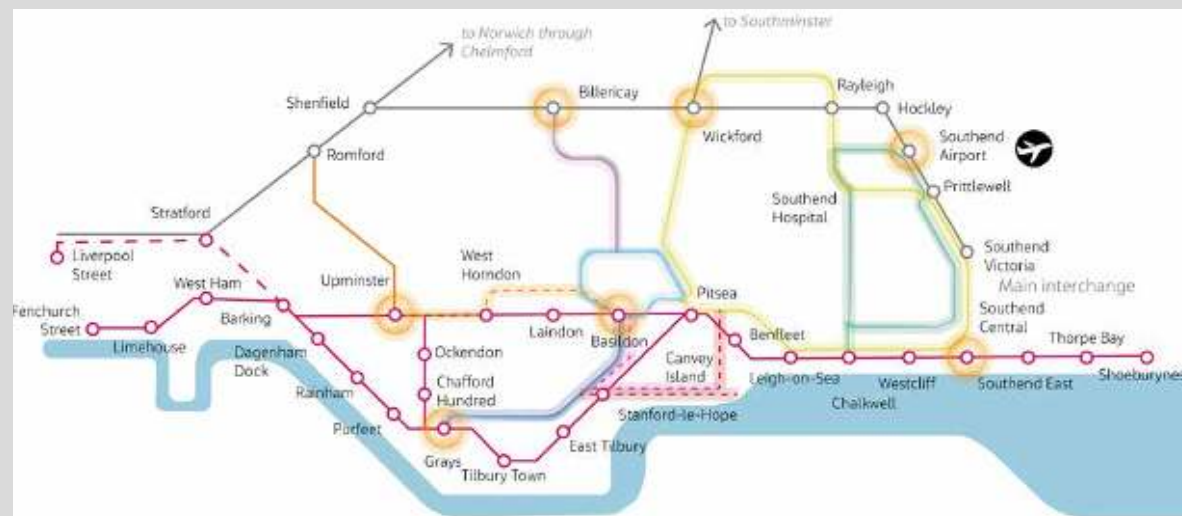 to Norwich through
Chelmford
to Southminster
Shenfield
Billericay
Wickford
Rayleigh
Hockley
Romford
Southend
Airport
Prittlewell
Stratford
Southend
Hospital
Liverpool
Street
West Ham
Upminster
West
Horndon
Southend
Victoria
Main interchange
Fenchurch
Street
Limehouse
Barking
Laindon
Basildon
Pitsea
Benfleet
Southend
Central
Thorpe Bay
Dagenham
Dock
Ockendon
Canvey
Island
Leigh-on-Sea
Westcliff
Southend East
Shoeburynes
Rainham
Chafford
Hundred
Chalkwell
Purfeet
Stanford-le-Hope
Grays
Tilbury Town
East Tilbury